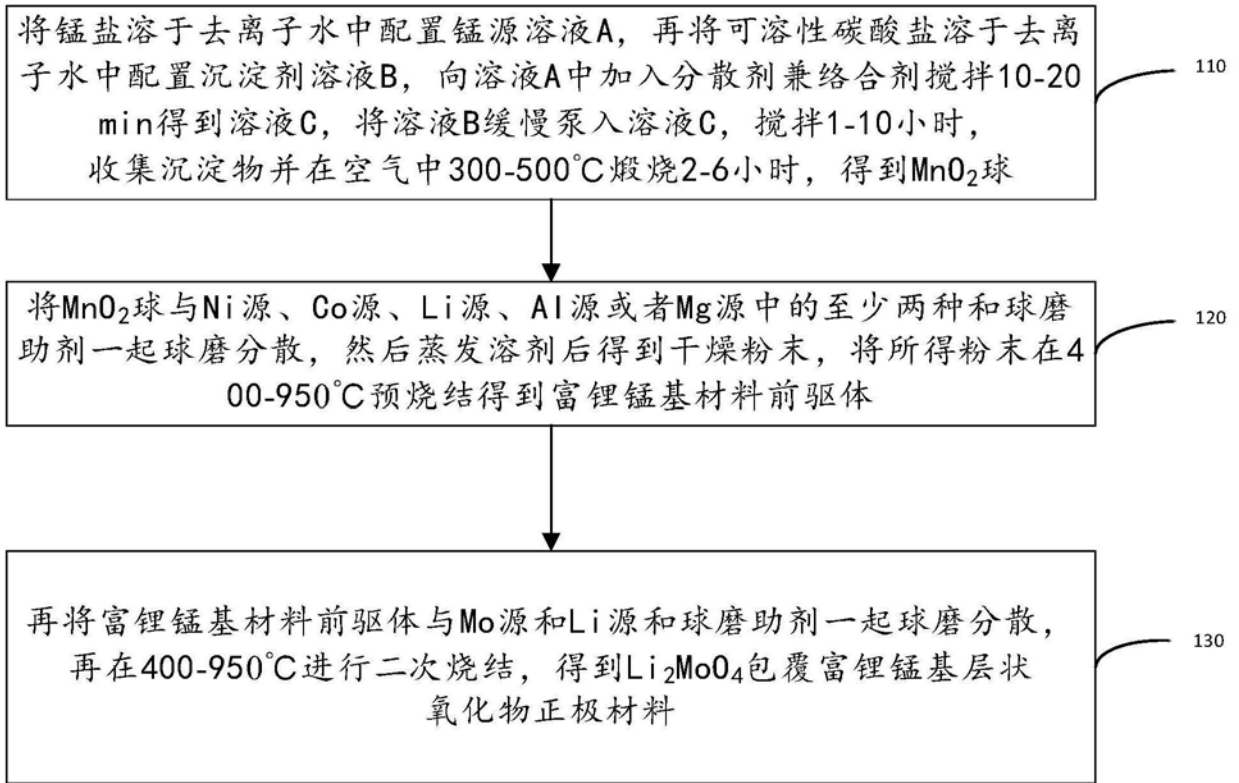 将锰盐溶于去离子水中配置锰源溶液A，再将可溶性碳酸盐溶于去离
子水中配置沉淀剂溶液B，向溶液A中加入分散剂兼络合剂搅拌10-20
min得到溶液C，将溶液B缓慢泵入溶液C，搅拌1-10小时，
收集沉淀物并在空气中300-500℃煅烧2-6小时，得到MnO₂球
110
将MnO₂球与Ni源、Co源、Li源、Al源或者Mg源中的至少两种和球磨
助剂一起球磨分散，然后蒸发溶剂后得到干燥粉末，将所得粉末在4
00-950℃预烧结得到富锂锰基材料前驱体
120
再将富锂锰基材料前驱体与Mo源和Li源和球磨助剂一起球磨分散，
再在400-950℃进行二次烧结，得到Li₂MoO₄包覆富锂锰基层状
氧化物正极材料
130